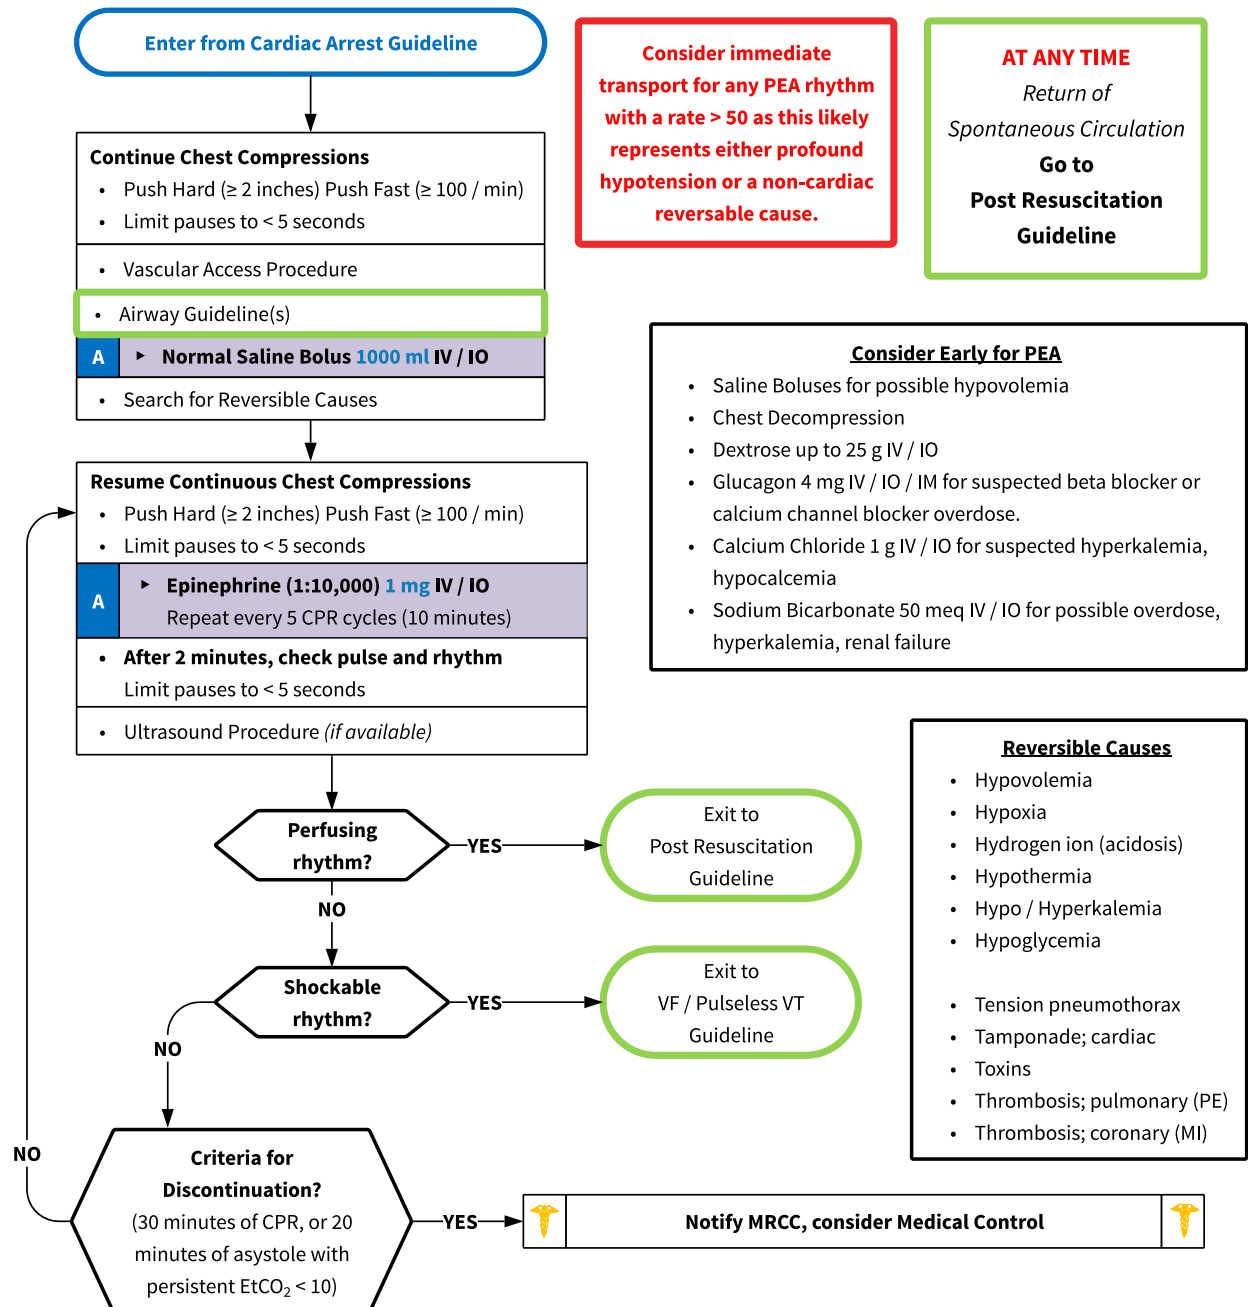 Enter from Cardiac Arrest Guideline
Consider immediate
transport for any PEA rhythm
with a rate > 50 as this likely
represents either profound
hypotension or a non-cardiac
reversable cause.
AT ANY TIME
Return of
Spontaneous Circulation
Go to
Post Resuscitation
Guideline
Continue Chest Compressions
• Push Hard (≥ 2 inches) Push Fast (≥ 100 / min)
• Limit pauses to < 5 seconds
• Vascular Access Procedure
• Airway Guideline(s)
A ▸ Normal Saline Bolus 1000 ml IV / IO
• Search for Reversible Causes
Consider Early for PEA
• Saline Boluses for possible hypovolemia
• Chest Decompression
• Dextrose up to 25 g IV / IO
• Glucagon 4 mg IV / IO / IM for suspected beta blocker or
calcium channel blocker overdose.
• Calcium Chloride 1 g IV / IO for suspected hyperkalemia,
hypocalcemia
• Sodium Bicarbonate 50 meq IV / IO for possible overdose,
hyperkalemia, renal failure
Resume Continuous Chest Compressions
• Push Hard (≥ 2 inches) Push Fast (≥ 100 / min)
• Limit pauses to < 5 seconds
A ▸ Epinephrine (1:10,000) 1 mg IV / IO
Repeat every 5 CPR cycles (10 minutes)
• After 2 minutes, check pulse and rhythm
Limit pauses to < 5 seconds
• Ultrasound Procedure (if available)
Reversible Causes
• Hypovolemia
• Hypoxia
• Hydrogen ion (acidosis)
• Hypothermia
• Hypo / Hyperkalemia
• Hypoglycemia
• Tension pneumothorax
• Tamponade; cardiac
• Toxins
• Thrombosis; pulmonary (PE)
• Thrombosis; coronary (MI)
Perfusing
rhythm?
YES
Exit to
Post Resuscitation
Guideline
NO
Shockable
rhythm?
YES
Exit to
VF / Pulseless VT
Guideline
NO
NO
Criteria for
Discontinuation?
(30 minutes of CPR, or 20
minutes of asystole with
persistent EtCO₂ < 10)
YES
Notify MRCC, consider Medical Control